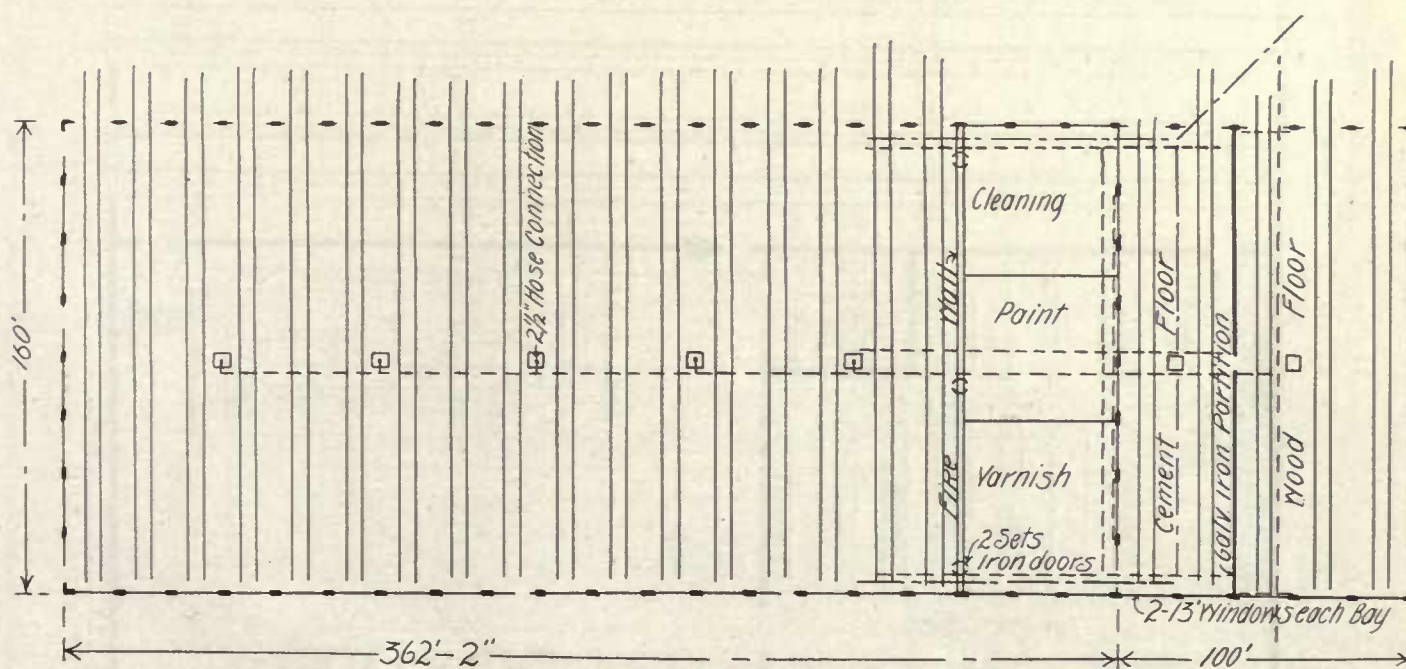 160'
2½" Hose Connection
Cleaning
Paint
Varnish
Fire Walls
2 Sets
Iron doors
Cement Floor
Galv. Iron Partition
Wood Floor
2-13' Windows each Bay
362'-2"
100'